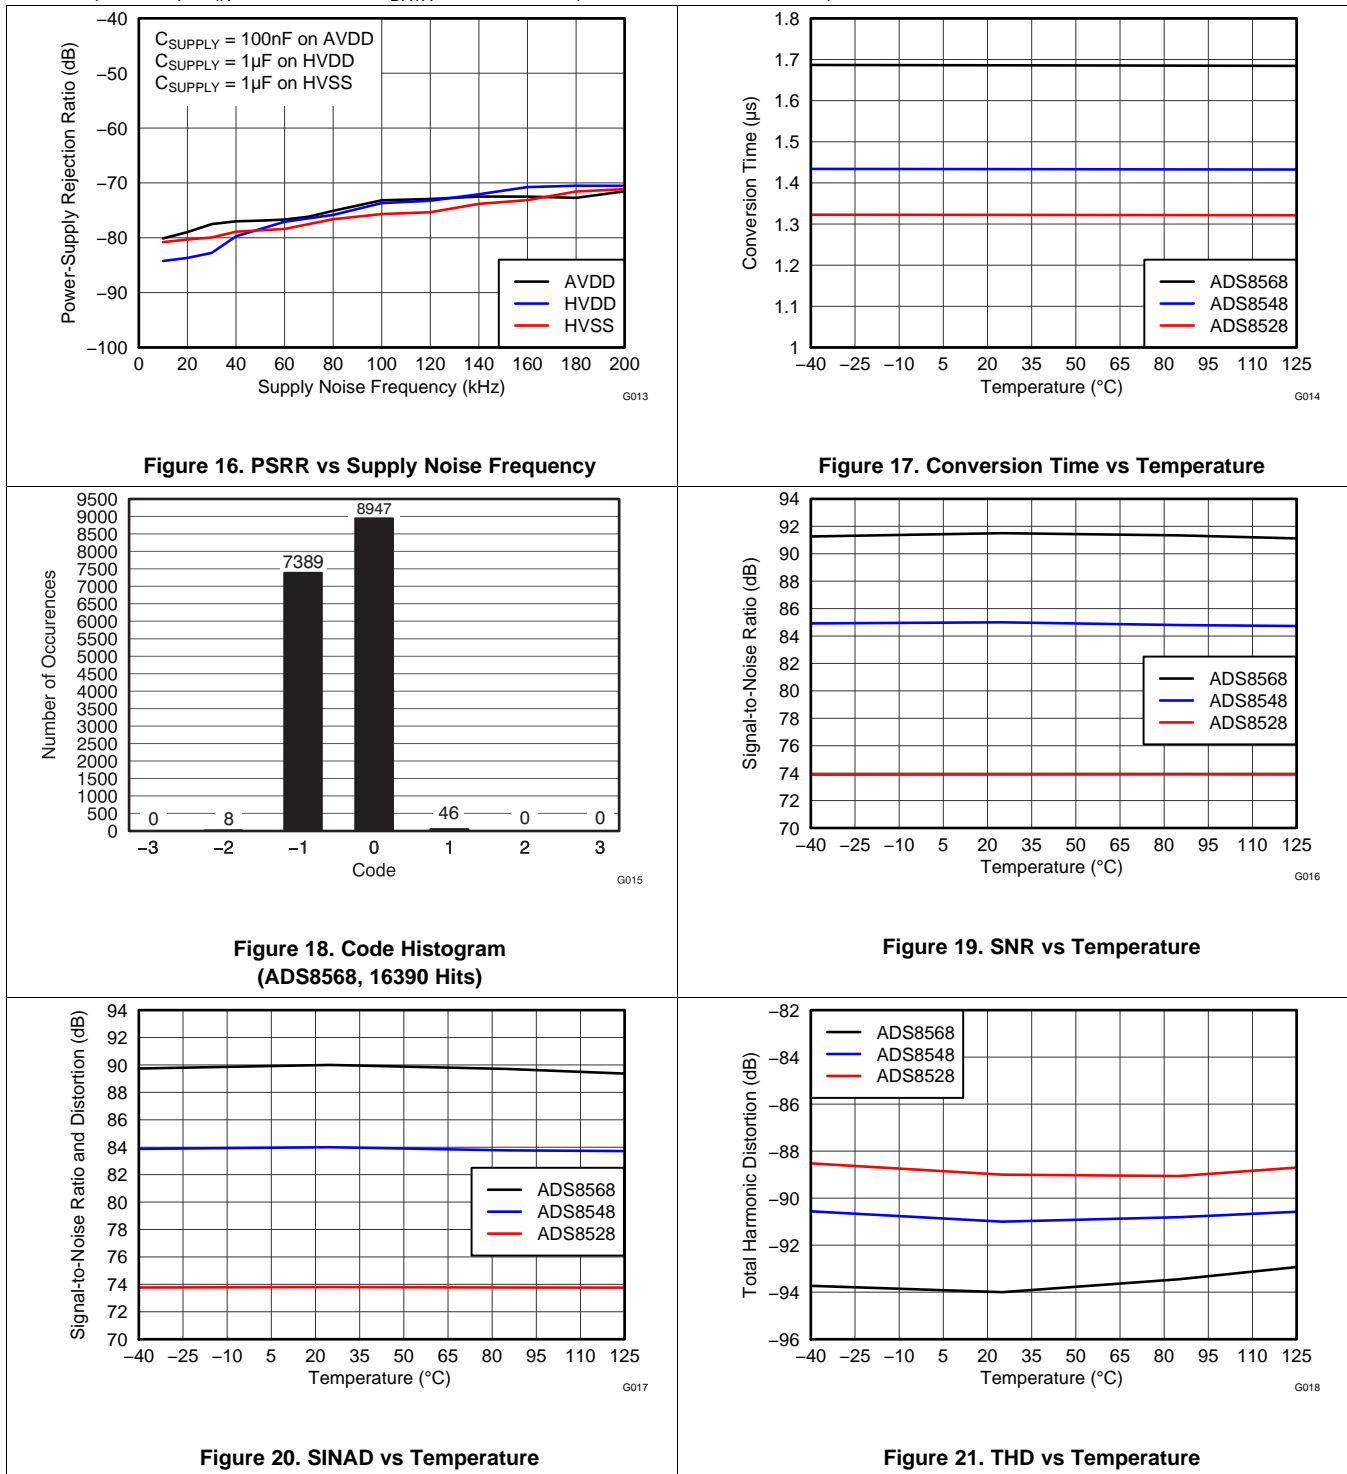 IN
DATA
−40
−50
−60
−70
−80
−90
−100
Power-Supply Rejection Ratio (dB)
CSUPPLY = 100nF on AVDD
CSUPPLY = 1µF on HVDD
CSUPPLY = 1µF on HVSS
AVDD
HVDD
HVSS
0 20 40 60 80 100 120 140 160 180 200
Supply Noise Frequency (kHz)
G013
Figure 16. PSRR vs Supply Noise Frequency
1.8
1.7
1.6
1.5
1.4
1.3
1.2
1.1
1
Conversion Time (µs)
ADS8568
ADS8548
ADS8528
−40 −25 −10 5 20 35 50 65 80 95 110 125
Temperature (°C)
G014
Figure 17. Conversion Time vs Temperature
9500
9000
8500
8000
7500
7000
6500
6000
5500
5000
4500
4000
3500
3000
2500
2000
1500
1000
500
0
Number of Occurences
0 8 7389 8947 46 0 0
−3 −2 −1 0 1 2 3
Code
G015
Figure 18. Code Histogram
(ADS8568, 16390 Hits)
94
92
90
88
86
84
82
80
78
76
74
72
70
Signal-to-Noise Ratio (dB)
ADS8568
ADS8548
ADS8528
−40 −25 −10 5 20 35 50 65 80 95 110 125
Temperature (°C)
G016
Figure 19. SNR vs Temperature
94
92
90
88
86
84
82
80
78
76
74
72
70
Signal-to-Noise Ratio and Distortion (dB)
ADS8568
ADS8548
ADS8528
−40 −25 −10 5 20 35 50 65 80 95 110 125
Temperature (°C)
G017
Figure 20. SINAD vs Temperature
−82
−84
−86
−88
−90
−92
−94
−96
Total Harmonic Distortion (dB)
ADS8568
ADS8548
ADS8528
−40 −25 −10 5 20 35 50 65 80 95 110 125
Temperature (°C)
G018
Figure 21. THD vs Temperature